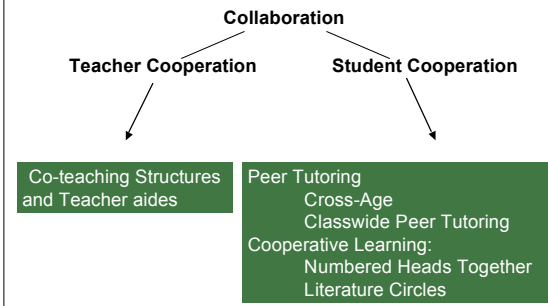 Collaboration
Teacher Cooperation
Student Cooperation
Co-teaching Structures
and Teacher aides
Peer Tutoring
Cross-Age
Classwide Peer Tutoring
Cooperative Learning:
Numbered Heads Together
Literature Circles